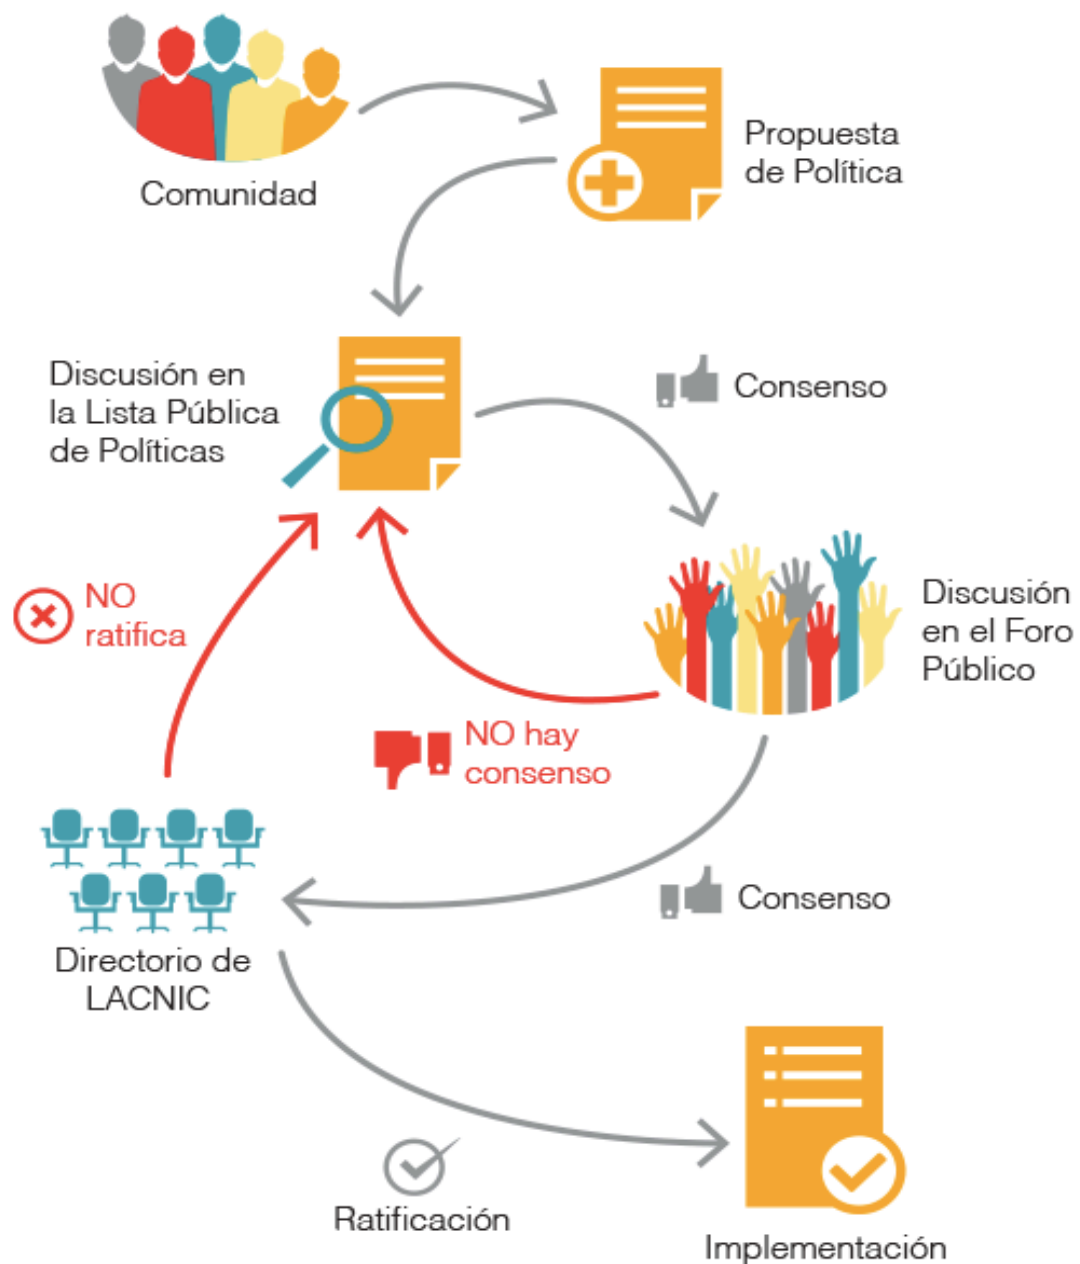 Comunidad
Propuesta
de Política
Discusión en
la Lista Pública
de Políticas
Consenso
Discusión
en el Foro
Público
NO
ratifica
NO hay
consenso
Consenso
Directorio de
LACNIC
Ratificación
Implementación